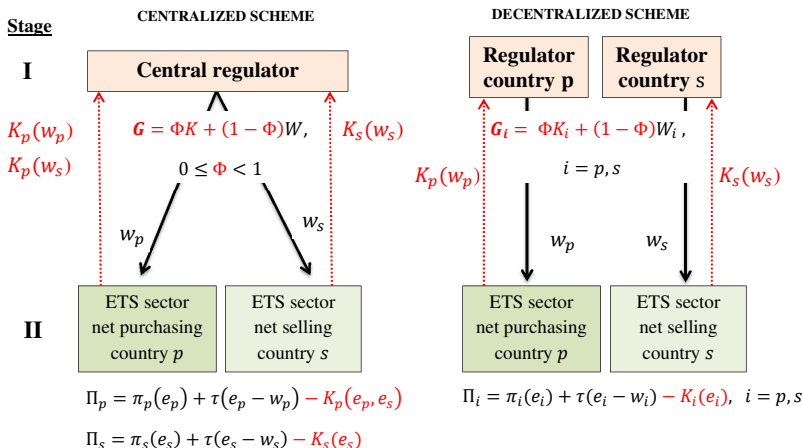 CENTRALIZED SCHEME
DECENTRALIZED SCHEME
Stage
I
Central regulator
Regulator
country p
Regulator
country s
K_p(w_p)
K_p(w_s)
G = ΦK + (1 − Φ)W,
0 ≤ Φ < 1
K_s(w_s)
w_p
w_s
G_i = ΦK_i + (1 − Φ)W_i ,
i = p, s
K_p(w_p)
K_s(w_s)
w_p
w_s
II
ETS sector
net purchasing
country p
ETS sector
net selling
country s
ETS sector
net purchasing
country p
ETS sector
net selling
country s
Π_p = π_p(e_p) + τ(e_p − w_p) − K_p(e_p, e_s)
Π_s = π_s(e_s) + τ(e_s − w_s) − K_s(e_s)
Π_i = π_i(e_i) + τ(e_i − w_i) − K_i(e_i), i = p, s